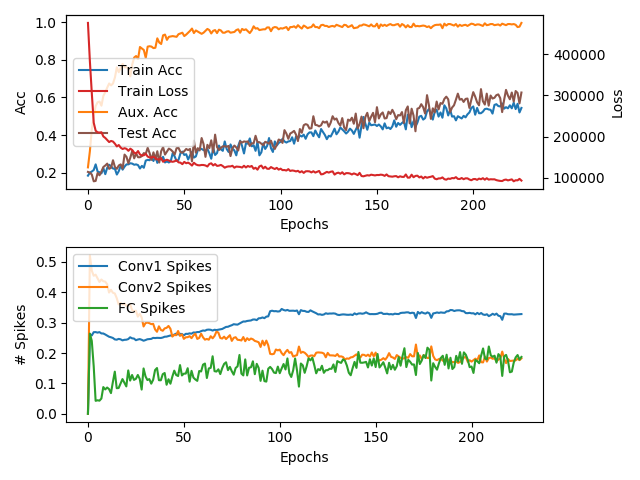 1.0
0.8
0.6
0.4
0.2
Acc
Train Acc
Train Loss
Aux. Acc
Test Acc
400000
300000
200000
100000
Loss
0 50 100 150 200
Epochs
0.5
0.4
0.3
0.2
0.1
0.0
# Spikes
Conv1 Spikes
Conv2 Spikes
FC Spikes
0 50 100 150 200
Epochs